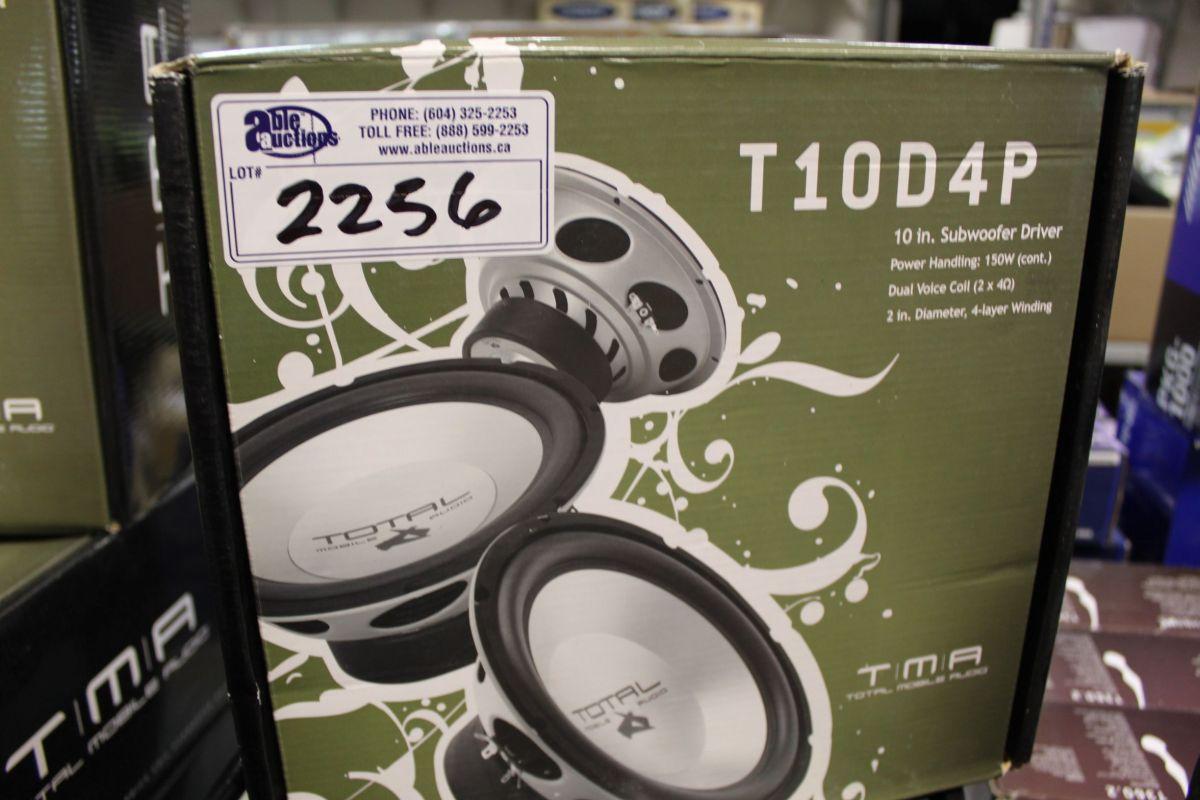 able
auctions
PHONE: (604) 325-2253
TOLL FREE: (888) 599-2253
www.ableauctions.ca
LOT#
2256
T10D4P
10 in. Subwoofer Driver
Power Handling: 150W (cont.)
Dual Voice Coil (2 x 4Ω)
2 in. Diameter, 4-layer Winding
TOTAL
MOBILE AUDIO
TOTAL
MOBILE AUDIO
T|M|A
TOTAL MOBILE AUDIO
A
AUDIO
T|M|A
TOTAL MOBILE AUDIO